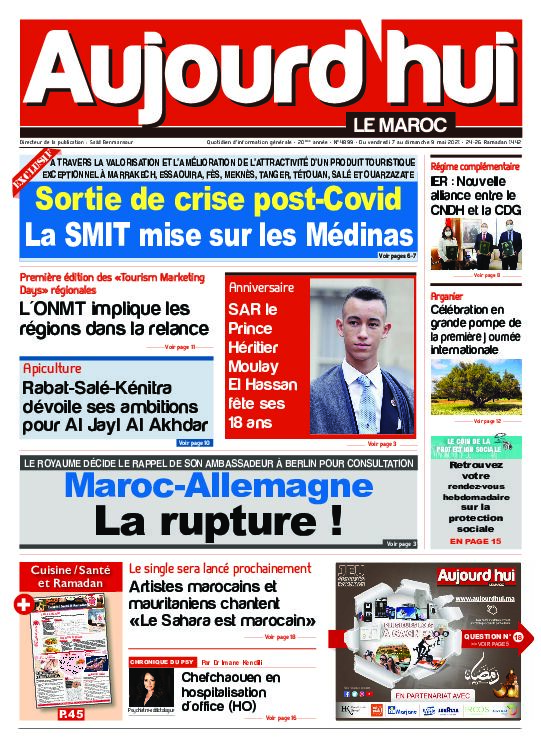 Aujourd'hui
LE MAROC
Directeur de la publication : Saâd Benmansour
Quotidien d'information générale - 20ème année - N°4899 - Du vendredi 7 au dimanche 9 mai 2021 - 24-26 Ramadan 1442
EXCLUSIF
A TRAVERS LA VALORISATION ET L'AMÉLIORATION DE L'ATTRACTIVITÉ D'UN PRODUIT TOURISTIQUE
EXCEPTIONNEL À MARRAKECH, ESSAOUIRA, FÈS, MEKNÈS, TANGER, TÉTOUAN, SALÉ ET OUARZAZATE
Sortie de crise post-Covid
La SMIT mise sur les Médinas
Voir pages 6-7
Régime complémentaire
IER : Nouvelle
alliance entre le
CNDH et la CDG
Voir page 8
Première édition des «Tourism Marketing
Days» régionales
L'ONMT implique les
régions dans la relance
Voir page 11
Apiculture
Rabat-Salé-Kénitra
dévoile ses ambitions
pour Al Jayl Al Akhdar
Voir page 10
Anniversaire
SAR le
Prince
Héritier
Moulay
El Hassan
fête ses
18 ans
Voir page 3
Arganier
Célébration en
grande pompe de
la première journée
internationale
Voir page 12
LE COIN DE LA
PROTECTION SOCIALE
Retrouvez
votre
rendez-vous
hebdomadaire
sur la
protection
sociale
EN PAGE 15
LE ROYAUME DÉCIDE LE RAPPEL DE SON AMBASSADEUR À BERLIN POUR CONSULTATION
Maroc-Allemagne
La rupture !
Voir page 3
Cuisine/Santé
et Ramadan
P.45
Le single sera lancé prochainement
Artistes marocains et
mauritaniens chantent
«Le Sahara est marocain»
Voir page 18
CHRONIQUE DU PSY
Par Dr Imane Kendili
Chefchaouen en
hospitalisation
d'office (HO)
Psychiatre-addictologue
Voir page 16
JEU
Aujourd'hui
LE MAROC
www.aujourdhui.ma
À GAGNER
QUESTION N° 18
>> VOIR PAGE 5
رمضان
EN PARTENARIAT AVEC
HK
Marjane
IRCOS